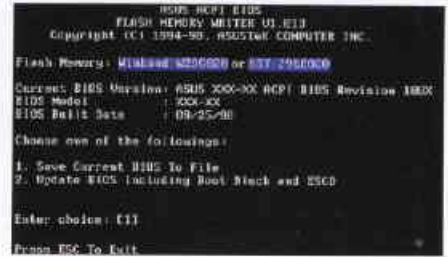 ASUS ACPI BIOS
FLASH MEMORY WRITER V1.
Copyright (C) 1994-98, ASUSTeK COMPUTER INC.
Flash Memory: Winbond W29C020 or SST
Current BIOS Version: ASUS XXX-XX ACPI BIOS Revision
BIOS Model : XXX-XX
BIOS Built Date : 09/25/98
Choose one of the followings:
1. Save Current BIOS To File
2. Update BIOS Including Boot Block and ESCD
Enter choice: [1]
Press ESC To Exit